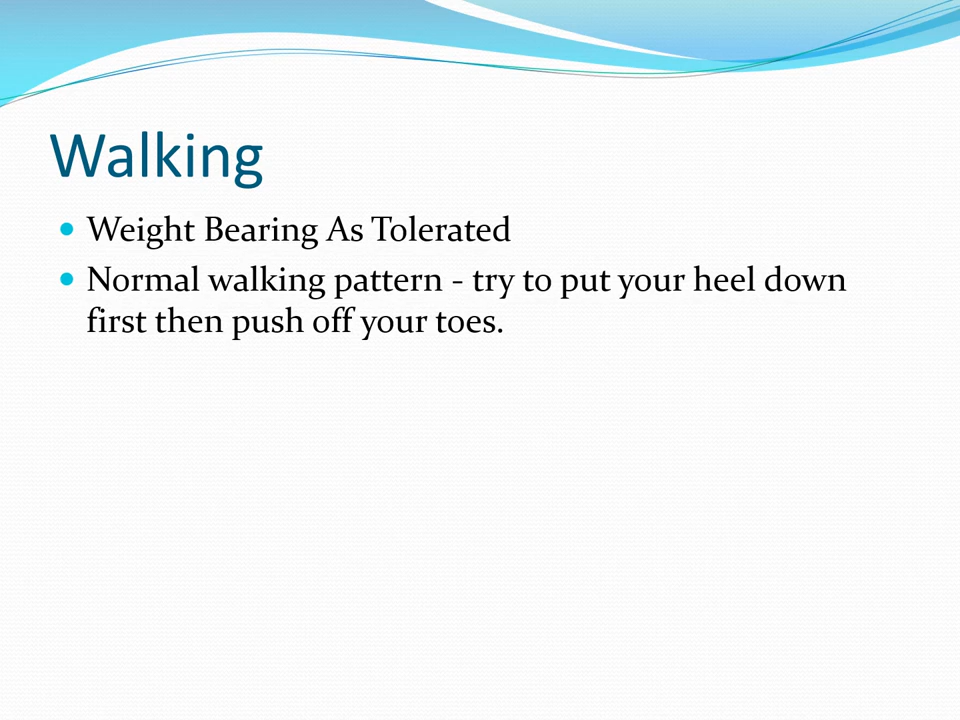 Walking
Weight Bearing As Tolerated
Normal walking pattern - try to put your heel down
first then push off your toes.